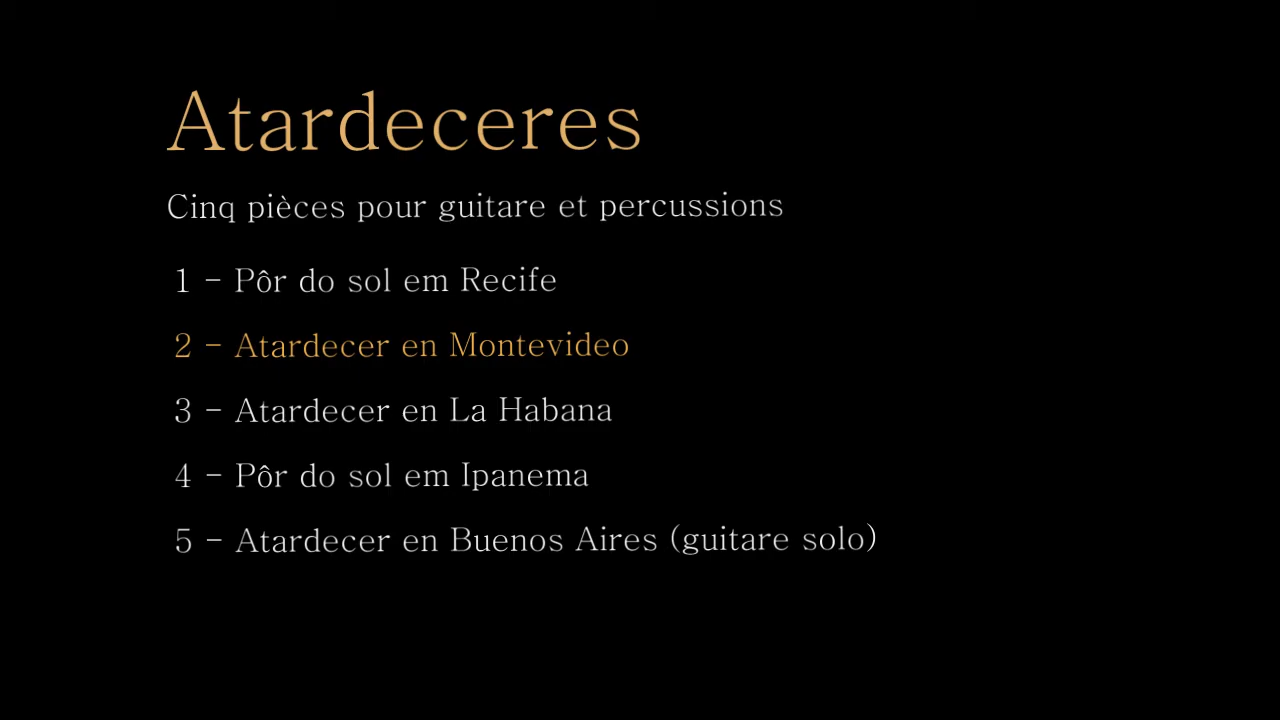 Atardeceres
Cinq pièces pour guitare et percussions
1 - Pôr do sol em Recife
2 - Atardecer en Montevideo
3 - Atardecer en La Habana
4 - Pôr do sol em Ipanema
5 - Atardecer en Buenos Aires (guitare solo)